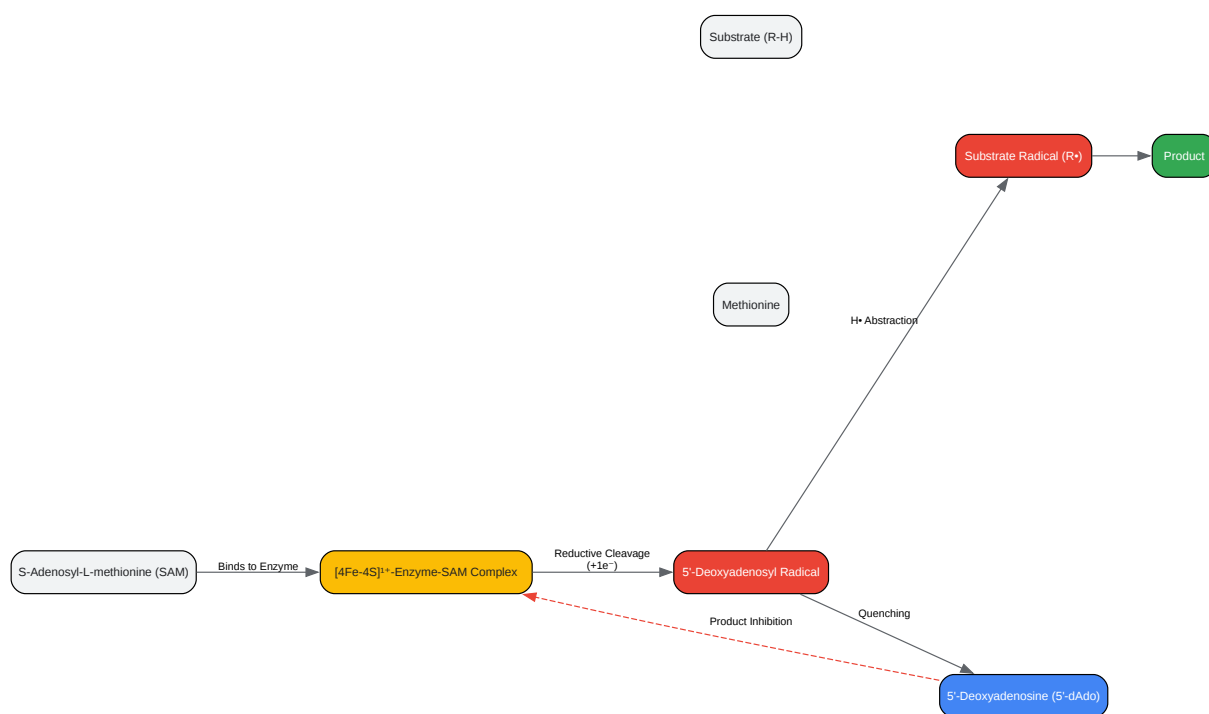 Substrate (R-H)
Substrate Radical (R•)
Product
Methionine
H• Abstraction
S-Adenosyl-L-methionine (SAM)
Binds to Enzyme
[4Fe-4S]¹⁺-Enzyme-SAM Complex
Reductive Cleavage
(+1e⁻)
5'-Deoxyadenosyl Radical
Quenching
Product Inhibition
5'-Deoxyadenosine (5'-dAdo)